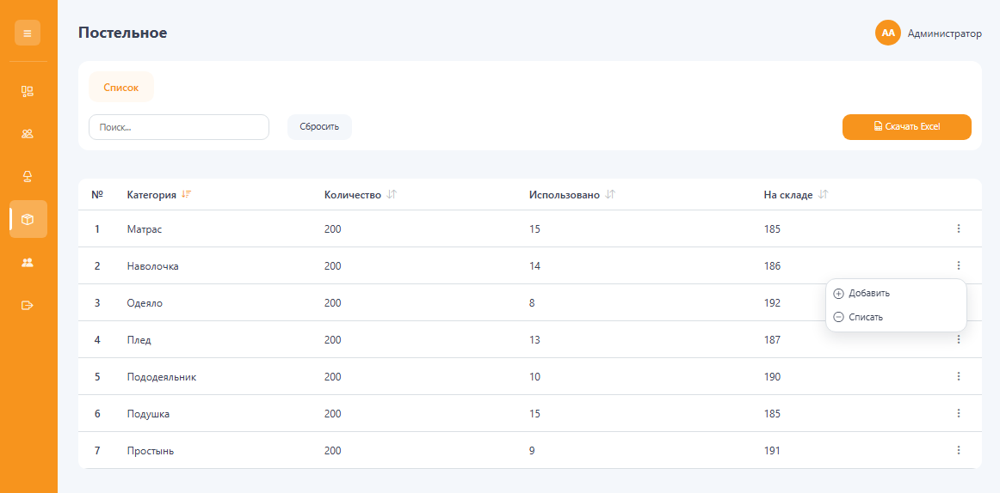 Постельное
АА Администратор
Список
Поиск...
Сбросить
Скачать Excel
№ Категория Количество Использовано На складе
1 Матрас 200 15 185
2 Наволочка 200 14 186
3 Одеяло 200 8 192
Добавить
Списать
4 Плед 200 13 187
5 Пододеяльник 200 10 190
6 Подушка 200 15 185
7 Простынь 200 9 191